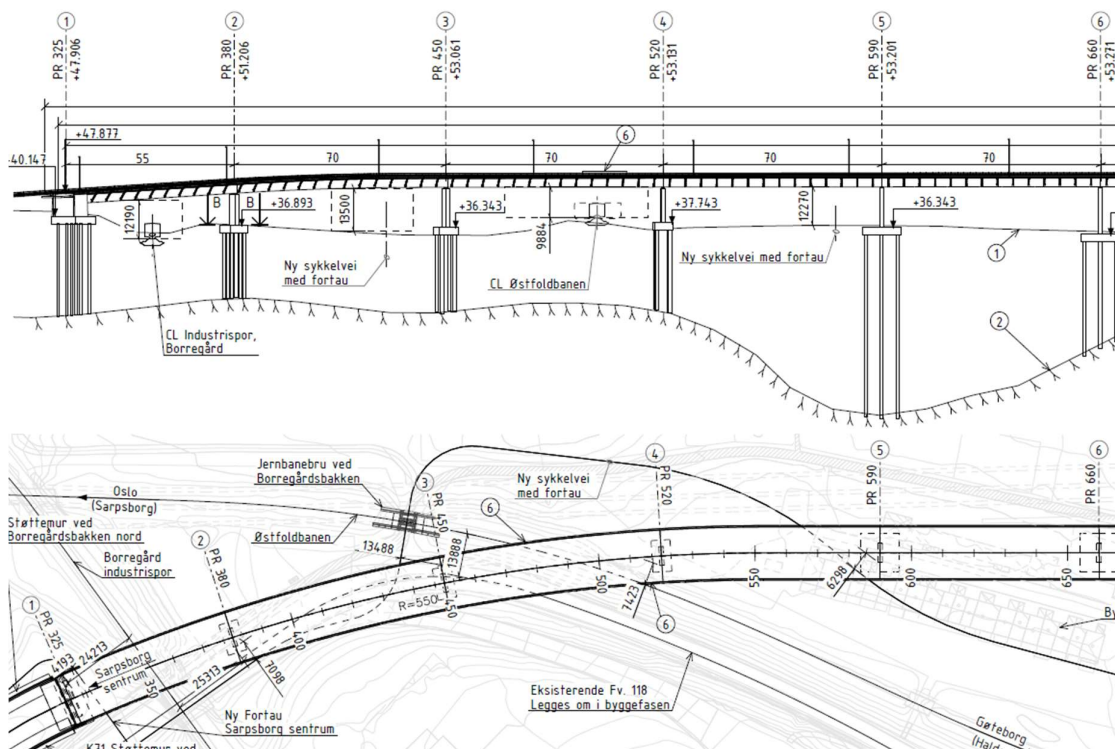 1
PR 325
+47.906
2
PR 380
+51.206
3
PR 450
+53.061
4
PR 520
+53.131
5
PR 590
+53.201
6
PR 660
+53.271
+47.877
6
40.147
55
70
70
70
70
12190
B
B
+36.893
13500
+36.343
9884
+37.743
12270
+36.343
Ny sykkelvei
med fortau
CL Østfoldbanen
Ny sykkelvei
med fortau
1
CL Industrispor,
Borregård
2
Jernbanebru ved
Borregårdsbakken
Ny sykkelvei
med fortau
Oslo
(Sarpsborg)
Østfoldbanen
Støttemur ved
Borregårdsbakken nord
Borregård
industrispor
1
PR 325
2
PR 380
3
PR 450
4
PR 520
5
PR 590
6
PR 660
6
13488
13888
R=550
450
500
7423
550
6298
600
650
6
400
7098
25313
350
4193
24213
Sarpsborg
sentrum
Ny Fortau
Sarpsborg sentrum
K71 Støttemur ved
Eksisterende Fv. 118
Legges om i byggefasen
Gøteborg
(Hald
By